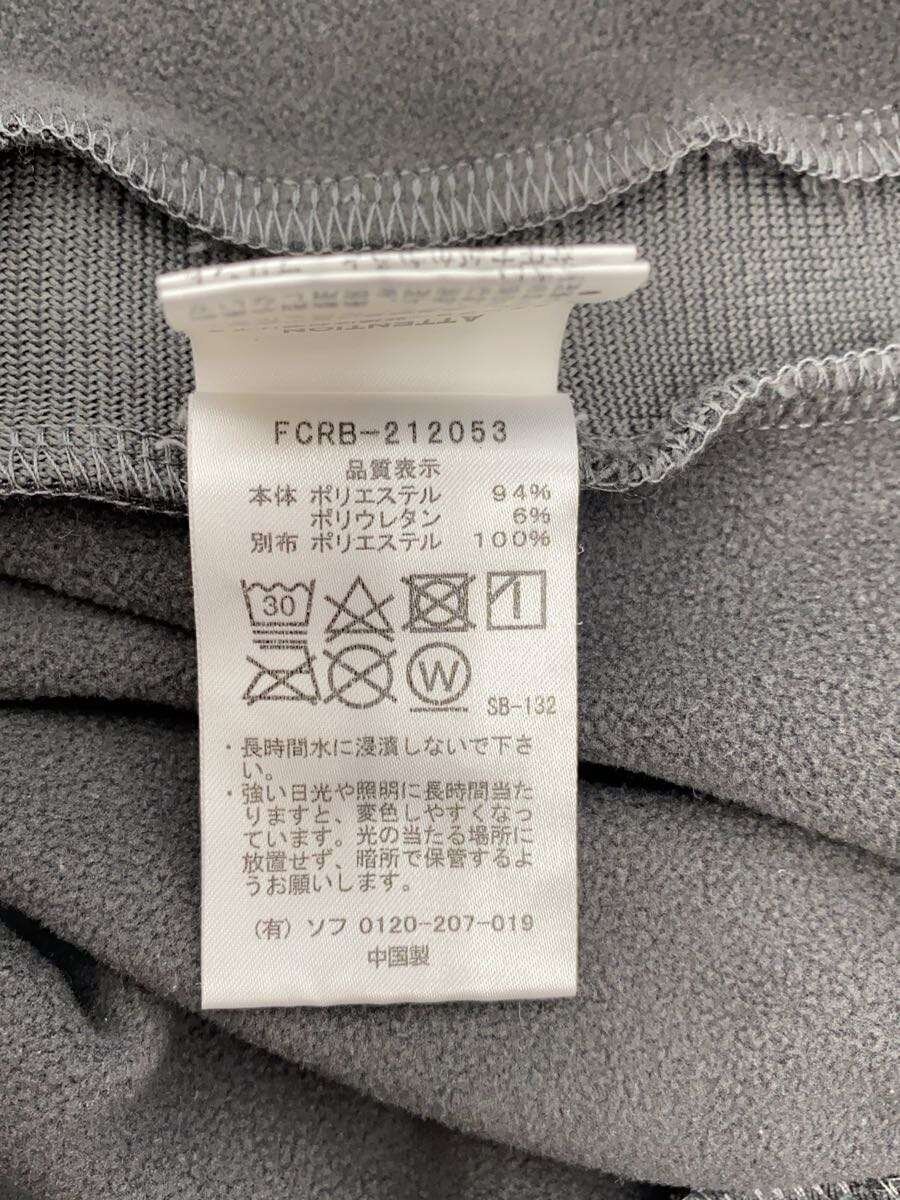 ATTENTION
FCRB-212053
品質表示
本体 ポリエステル 94%
ポリウレタン 6%
別布 ポリエステル 100%
30
W
SB-132
・長時間水に浸漬しないで下さ
い。
・強い日光や照明に長時間当た
りますと、変色しやすくなっ
ています。光の当たる場所に
放置せず、暗所で保管するよ
うお願いします。
(有) ソフ 0120-207-019
中国製